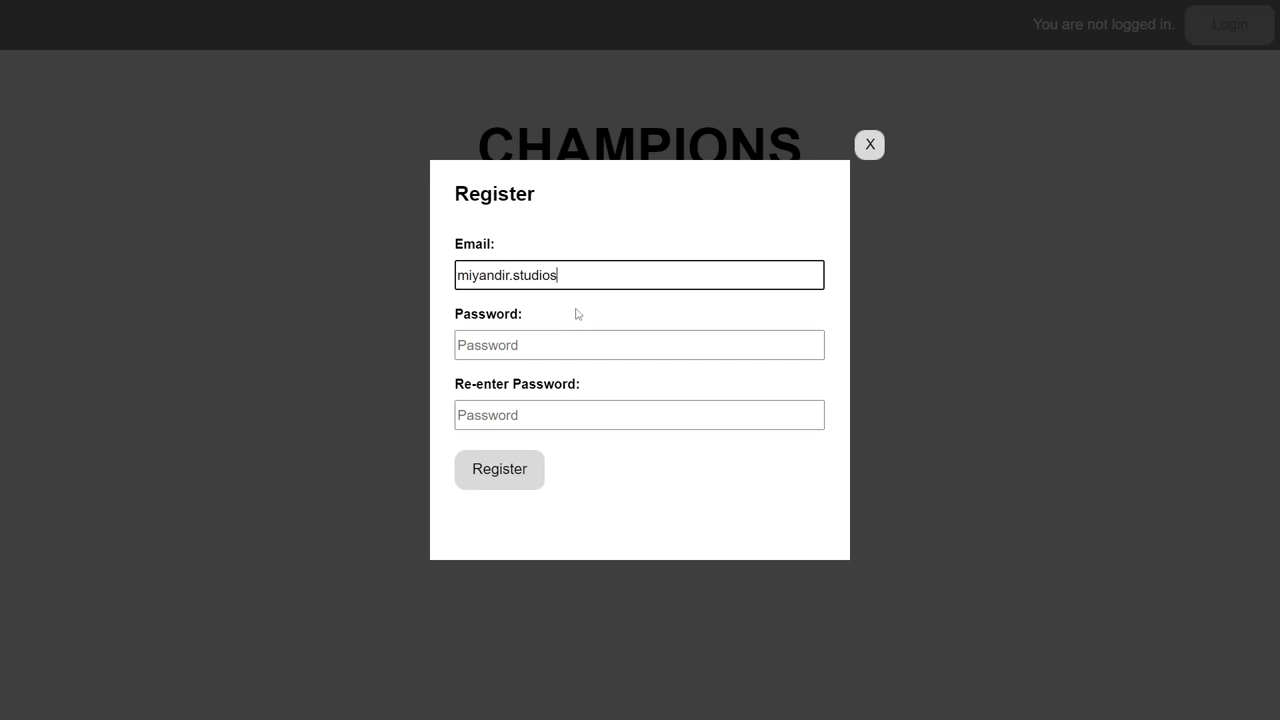 You are not logged in.
Login
CHAMPIONS
X
Register
Email:
miyandir.studios
Password:
Password
Re-enter Password:
Password
Register